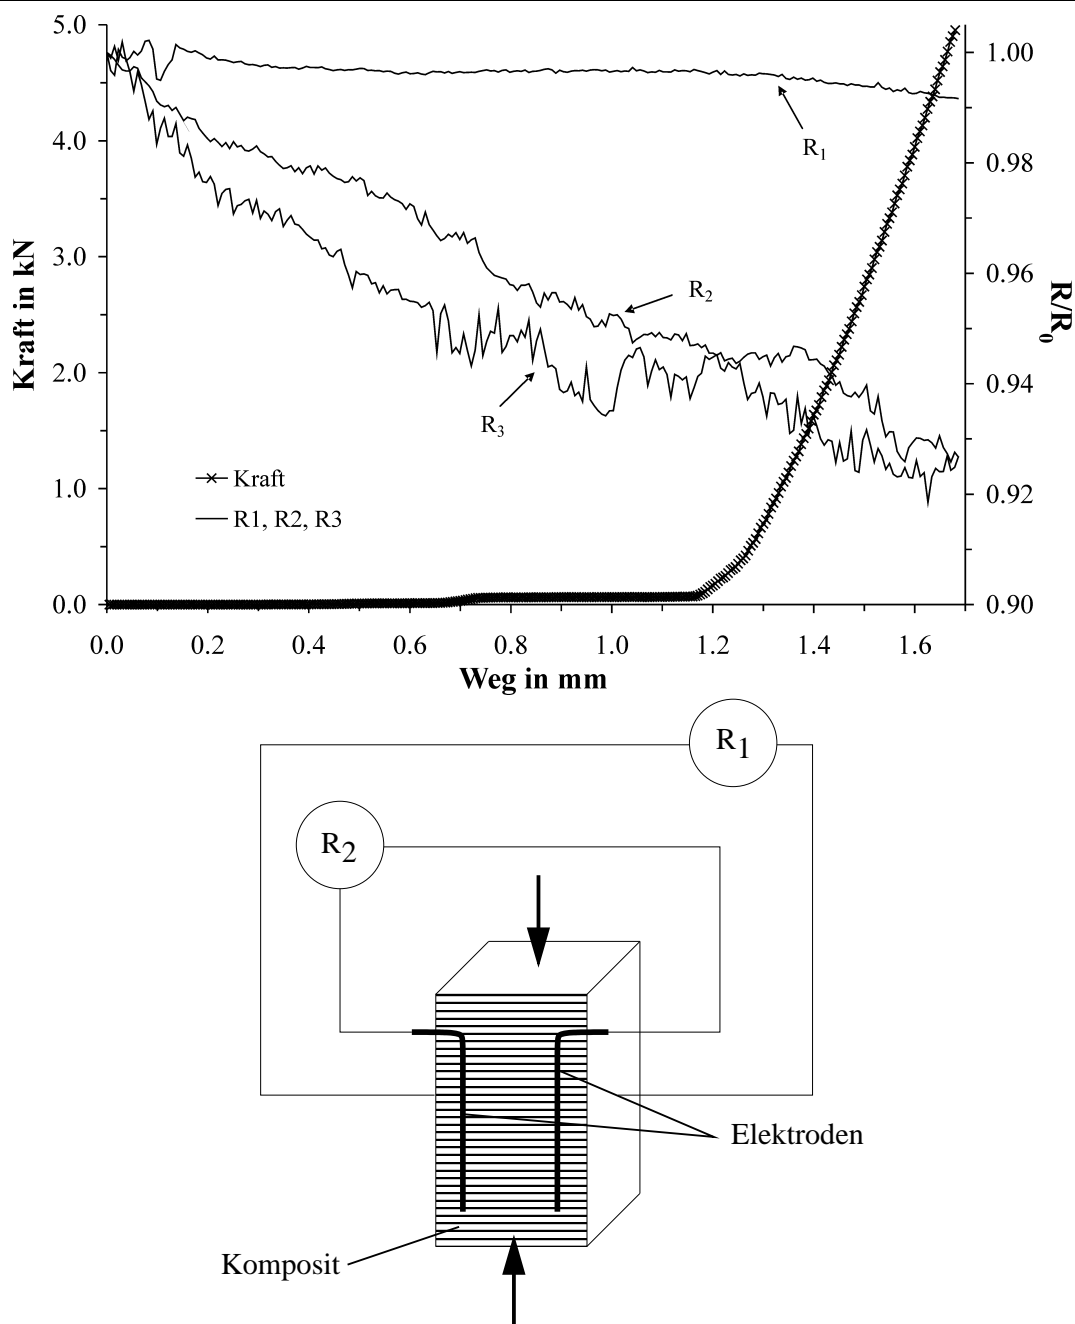 5.0
4.0
3.0
2.0
1.0
0.0
Kraft in kN
1.00
0.98
0.96
0.94
0.92
0.90
R/R0
R1
R2
R3
Kraft
R1, R2, R3
0.0 0.2 0.4 0.6 0.8 1.0 1.2 1.4 1.6
Weg in mm
R1
R2
Elektroden
Komposit